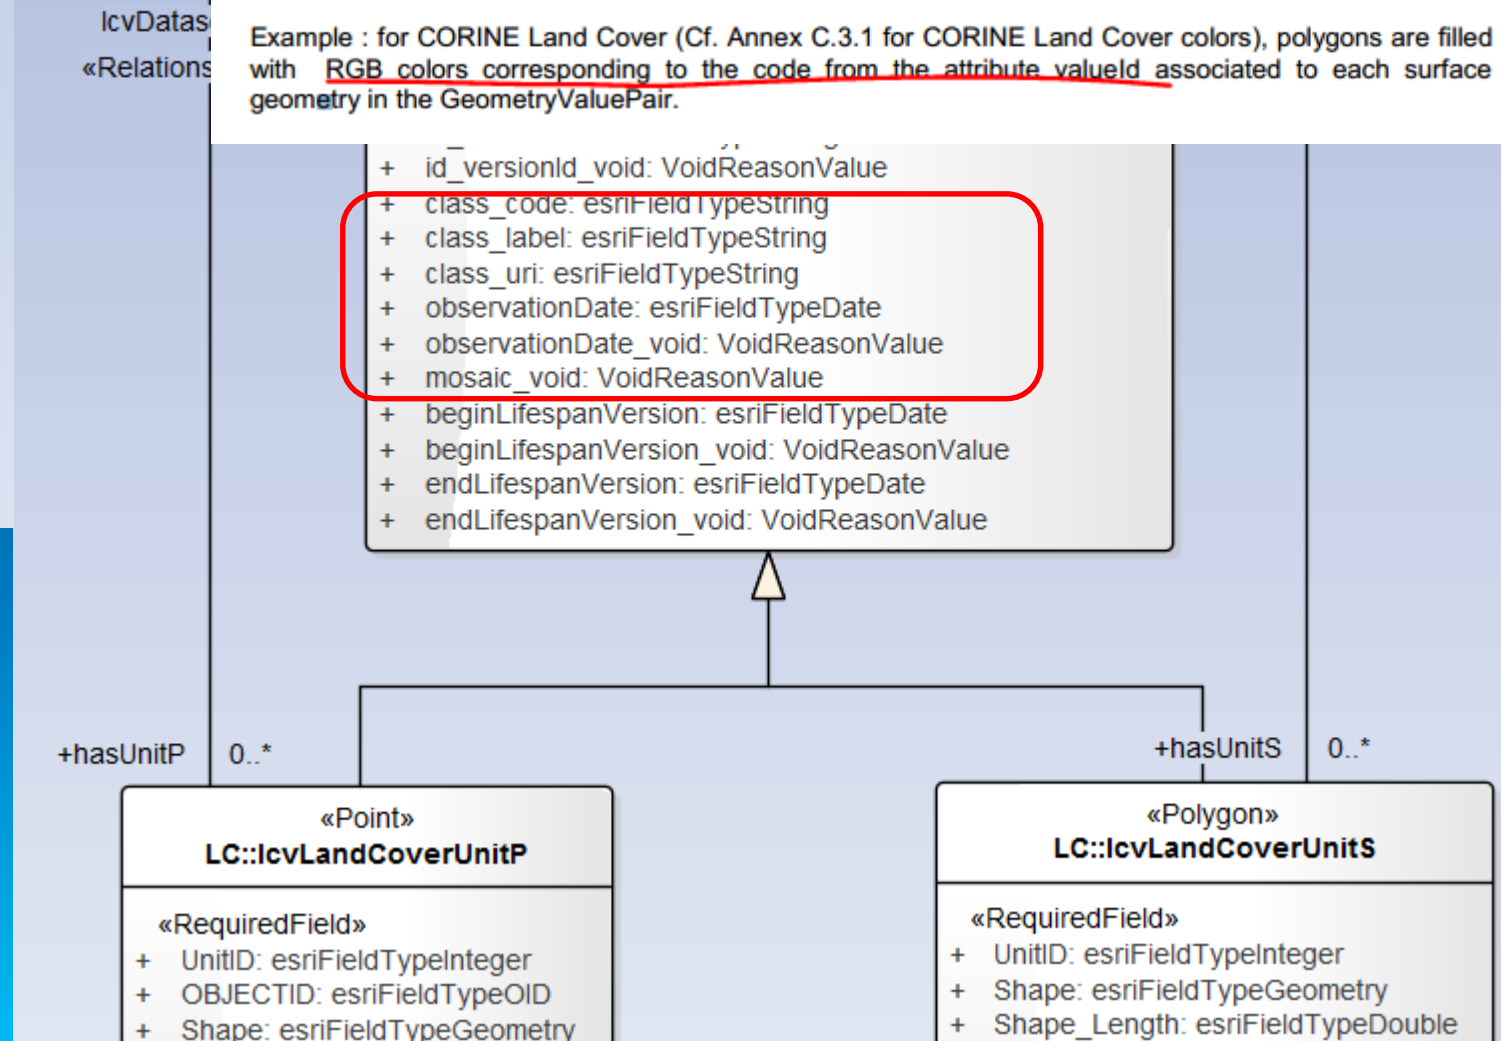 lcvDatas
«Relations
Example : for CORINE Land Cover (Cf. Annex C.3.1 for CORINE Land Cover colors), polygons are filled
with RGB colors corresponding to the code from the attribute valueId associated to each surface
geometry in the GeometryValuePair.
+ id_versionId_void: VoidReasonValue
+ class_code: esriFieldTypeString
+ class_label: esriFieldTypeString
+ class_uri: esriFieldTypeString
+ observationDate: esriFieldTypeDate
+ observationDate_void: VoidReasonValue
+ mosaic_void: VoidReasonValue
+ beginLifespanVersion: esriFieldTypeDate
+ beginLifespanVersion_void: VoidReasonValue
+ endLifespanVersion: esriFieldTypeDate
+ endLifespanVersion_void: VoidReasonValue
+hasUnitP 0..*
+hasUnitS 0..*
«Point»
LC::lcvLandCoverUnitP
«RequiredField»
+ UnitID: esriFieldTypeInteger
+ OBJECTID: esriFieldTypeOID
+ Shape: esriFieldTypeGeometry
«Polygon»
LC::lcvLandCoverUnitS
«RequiredField»
+ UnitID: esriFieldTypeInteger
+ Shape: esriFieldTypeGeometry
+ Shape_Length: esriFieldTypeDouble